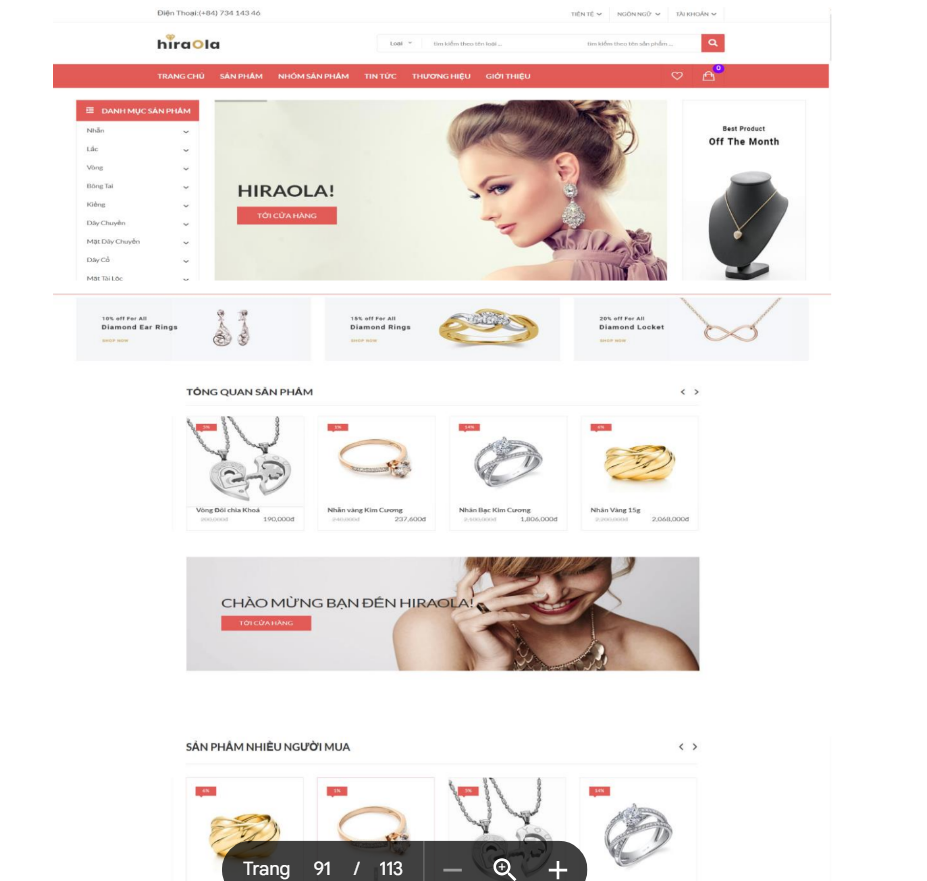 Điện Thoại:(+84) 734 143 46
TIỀN TỆ NGÔN NGỮ TÀI KHOẢN
hiraola
Loại Tìm kiếm theo tên loại ... tìm kiếm theo tên sản phẩm ...
TRANG CHỦ SẢN PHẨM NHÓM SẢN PHẨM TIN TỨC THƯƠNG HIỆU GIỚI THIỆU 0
DANH MỤC SẢN PHẨM
Nhẫn
Lắc
Vòng
Bông Tai
Kiềng
Dây Chuyền
Mặt Dây Chuyền
Dây Cổ
Mặt Tài Lộc
HIRAOLA!
TỚI CỬA HÀNG
Best Product
Off The Month
10% off For All
Diamond Ear Rings
SHOP NOW
15% off For All
Diamond Rings
SHOP NOW
20% off For All
Diamond Locket
SHOP NOW
TỔNG QUAN SẢN PHẨM
5% 1% 14% 6%
Vòng Đôi chìa Khoá Nhẫn vàng Kim Cương Nhẫn Bạc Kim Cương Nhẫn Vàng 15g
200,000đ 190,000đ 240,000đ 237,600đ 2,100,000đ 1,806,000đ 2,200,000đ 2,068,000đ
CHÀO MỪNG BẠN ĐẾN HIRAOLA!
TỚI CỬA HÀNG
SẢN PHẨM NHIỀU NGƯỜI MUA
6% 1% 5% 14%
Trang 91 / 113